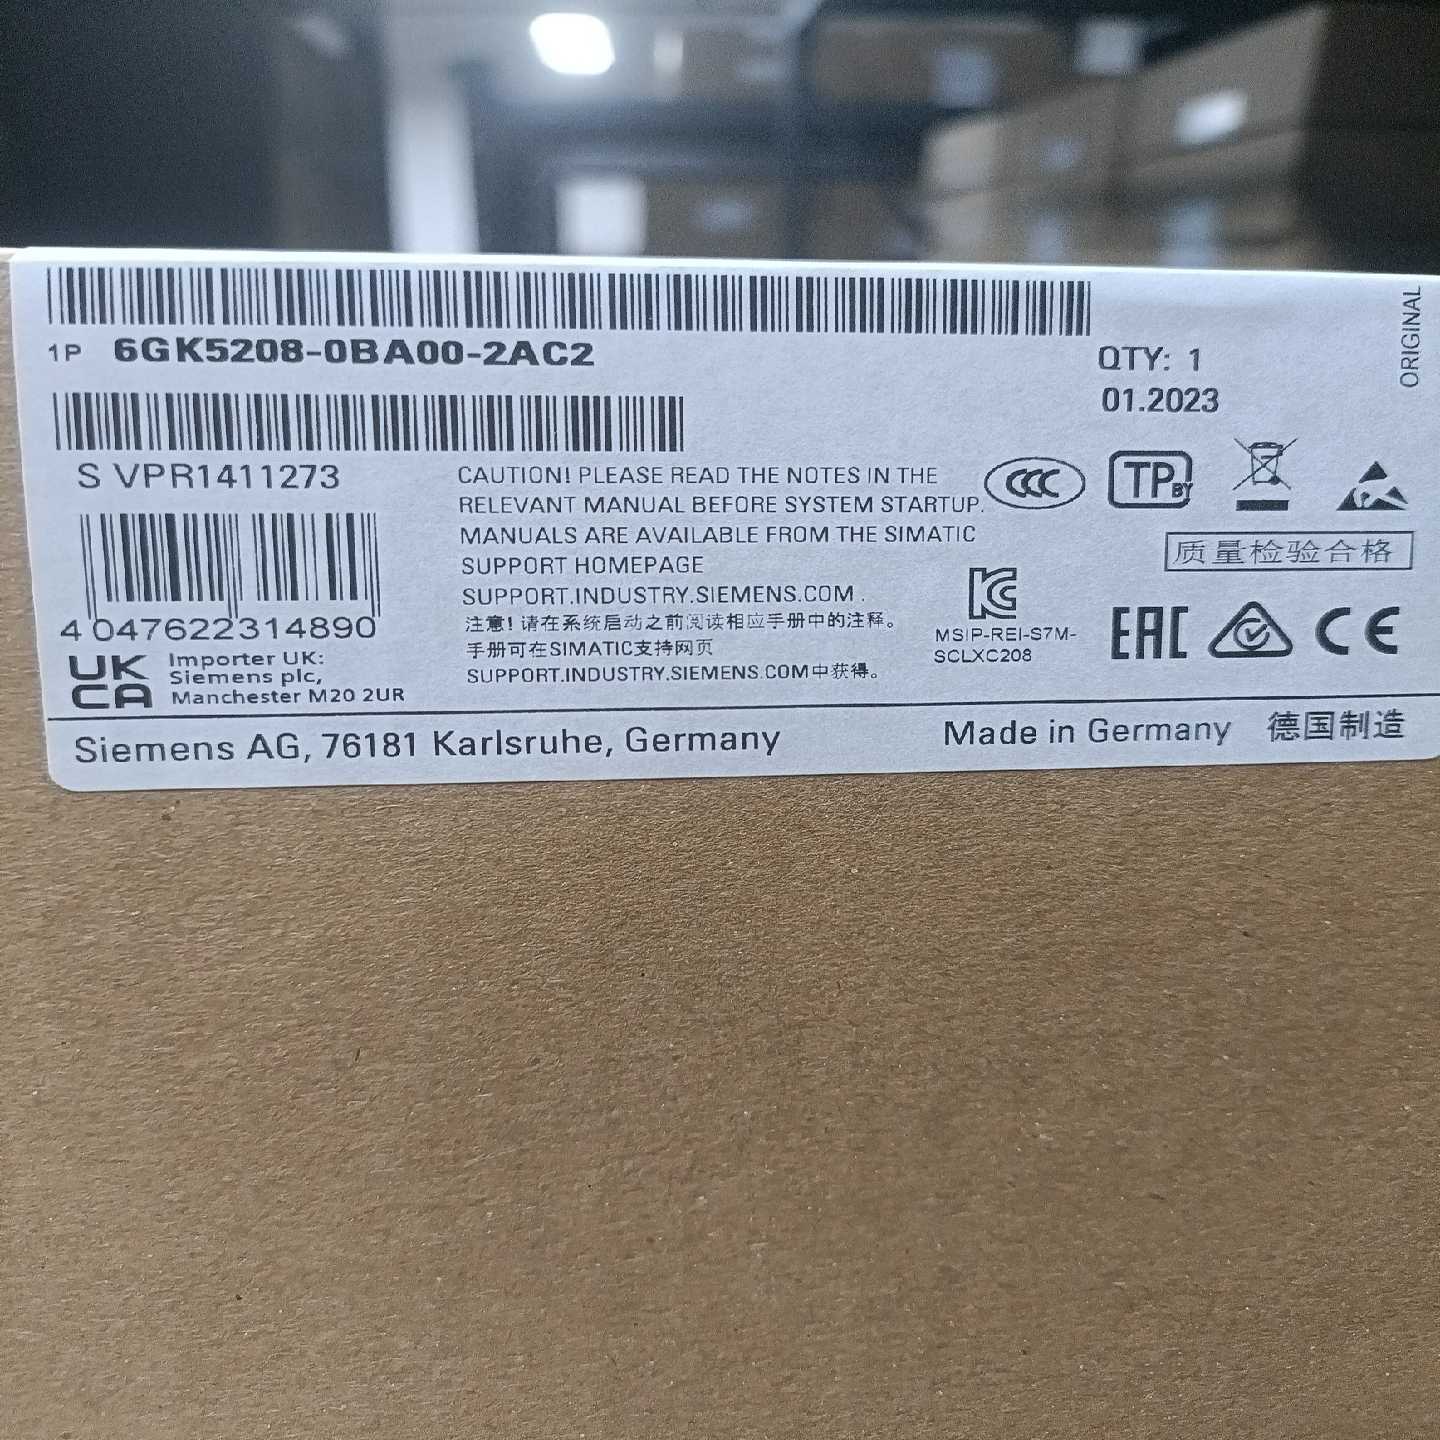 ORIGINAL
1P 6GK5208-0BA00-2AC2
QTY: 1
01.2023
S VPR1411273
CAUTION! PLEASE READ THE NOTES IN THE
RELEVANT MANUAL BEFORE SYSTEM STARTUP.
MANUALS ARE AVAILABLE FROM THE SIMATIC
SUPPORT HOMEPAGE
SUPPORT.INDUSTRY.SIEMENS.COM .
注意! 请在系统启动之前阅读相应手册中的注释。
手册可在SIMATIC支持网页
SUPPORT.INDUSTRY.SIEMENS.COM中获得。
CCC
TP BY
质量检验合格
KC
MSIP-REI-S7M-
SCLXC208
EAC
CE
4 047622314890
UK
CA
Importer UK:
Siemens plc,
Manchester M20 2UR
Siemens AG, 76181 Karlsruhe, Germany
Made in Germany 德国制造